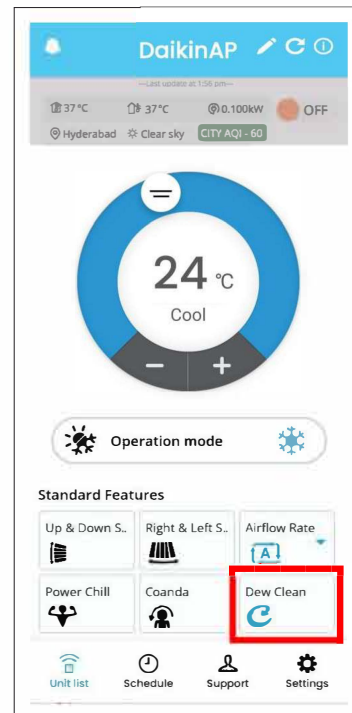 DaikinAP
—Last update at 1:56 pm—
37 °C 37 °C 0.100kW OFF
Hyderabad Clear sky CITY AQI - 60
24 °C
Cool
− +
Operation mode
Standard Features
Up & Down S.. Right & Left S.. Airflow Rate
A
Power Chill Coanda Dew Clean
Unit list Schedule Support Settings